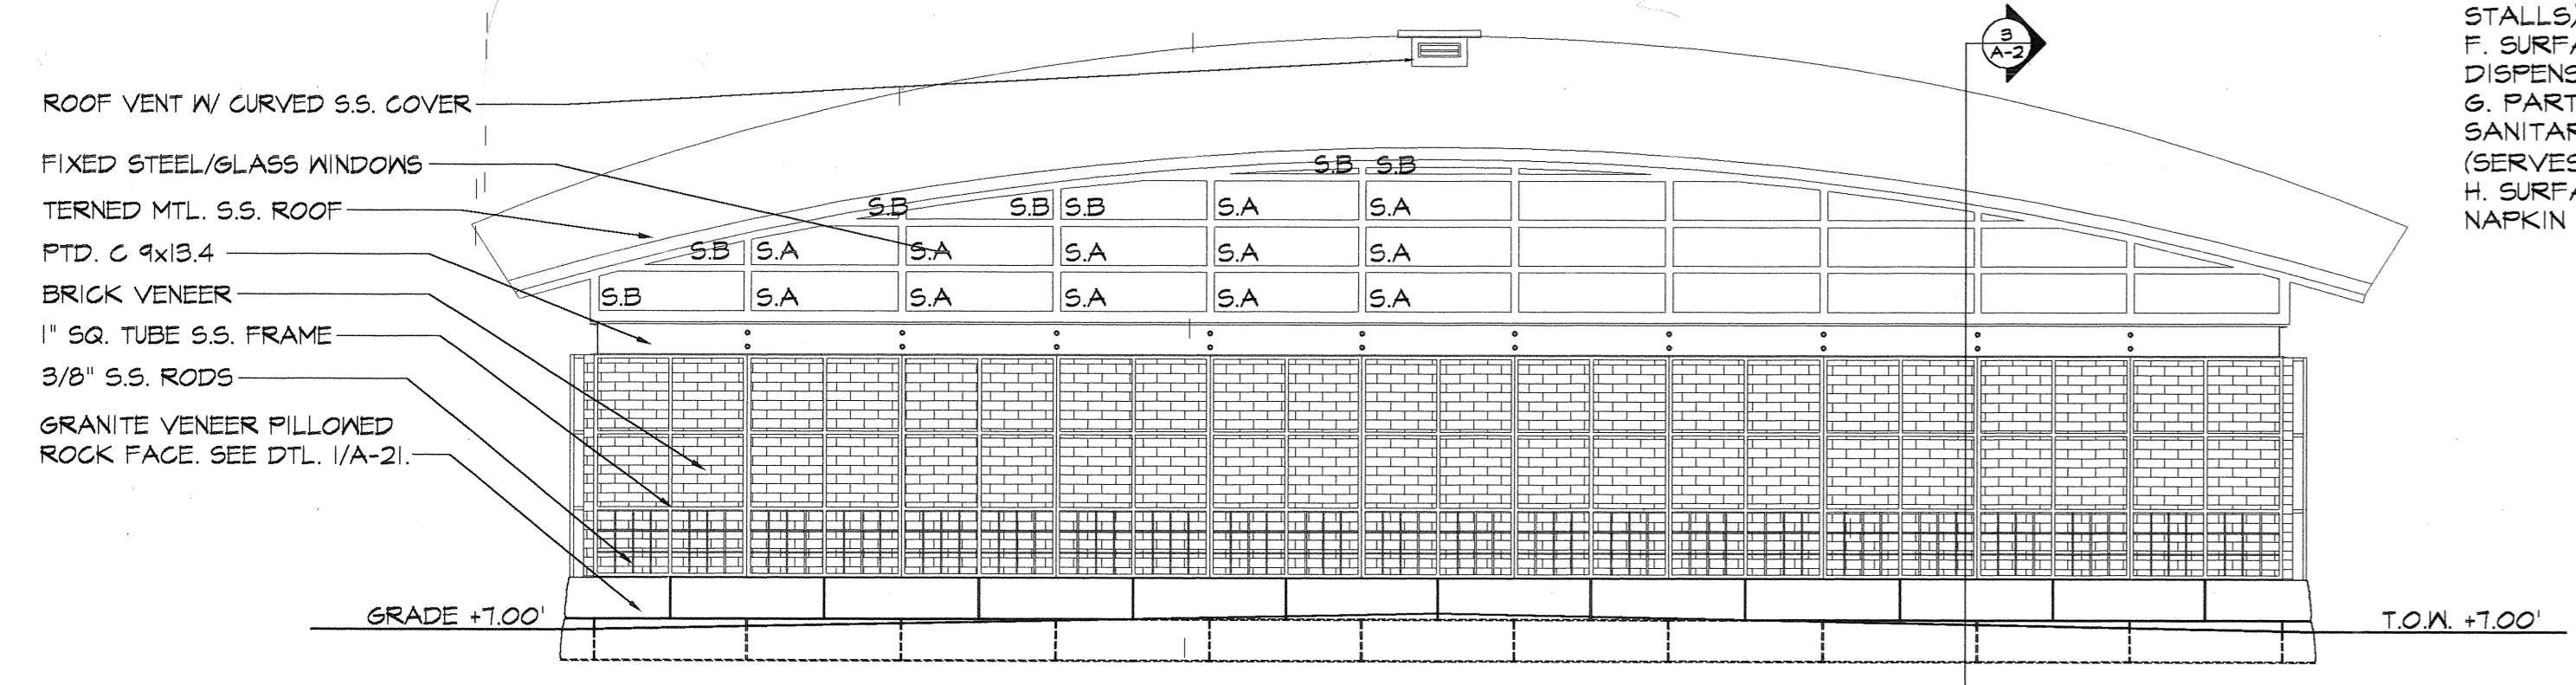 ROOF VENT W/ CURVED S.S. COVER
FIXED STEEL/GLASS WINDOWS
TERNED MTL. S.S. ROOF
PTD. C 9x13.4
BRICK VENEER
1" SQ. TUBE S.S. FRAME
3/8" S.S. RODS
GRANITE VENEER PILLOWED
ROCK FACE. SEE DTL. 1/A-21.
GRADE +7.00'
S.B S.B
S.B S.B S.B S.A S.A
S.B S.A S.A S.A S.A S.A
S.B S.A S.A S.A S.A S.A
3
A-2
T.O.W. +7.00'
STALLS/
F. SURFA
DISPENS
G. PART
SANITAR
(SERVES
H. SURFA
NAPKIN